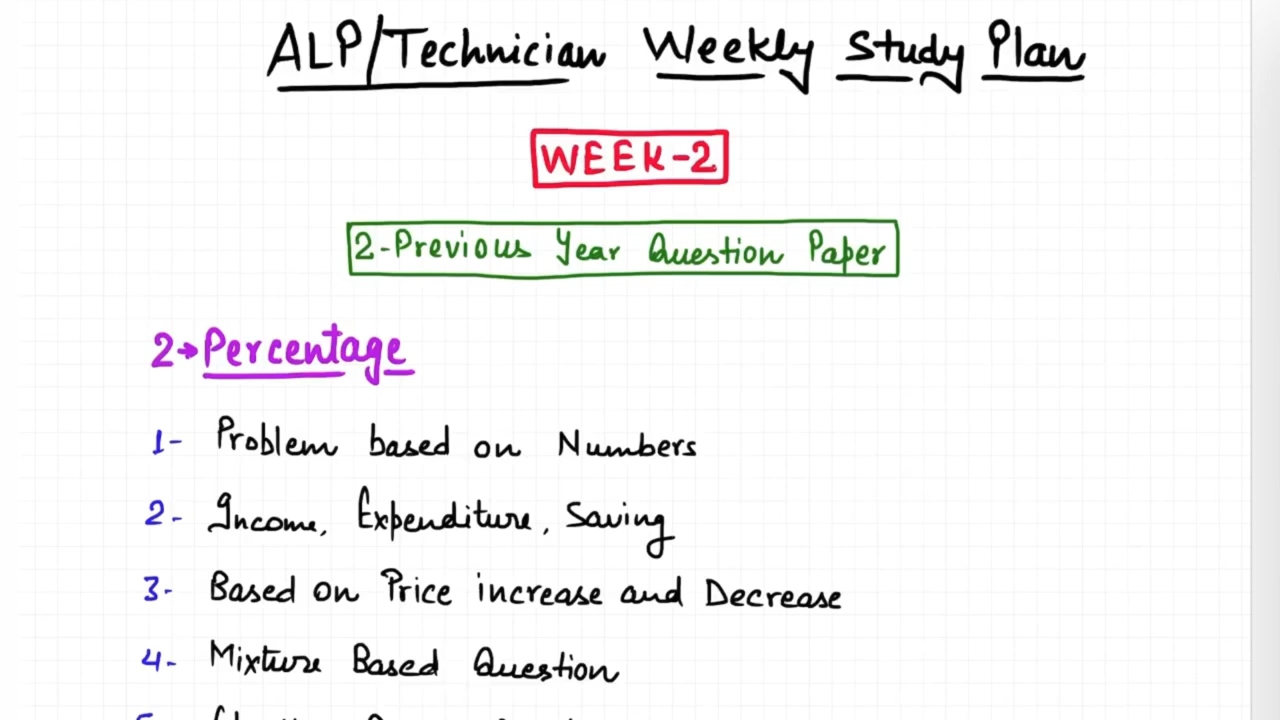 ALP/Technician Weekly Study Plan
WEEK-2
2-Previous Year Question Paper
2→Percentage
1- Problem based on Numbers
2- Income, Expenditure, Saving
3- Based on Price increase and Decrease
4- Mixture Based Question